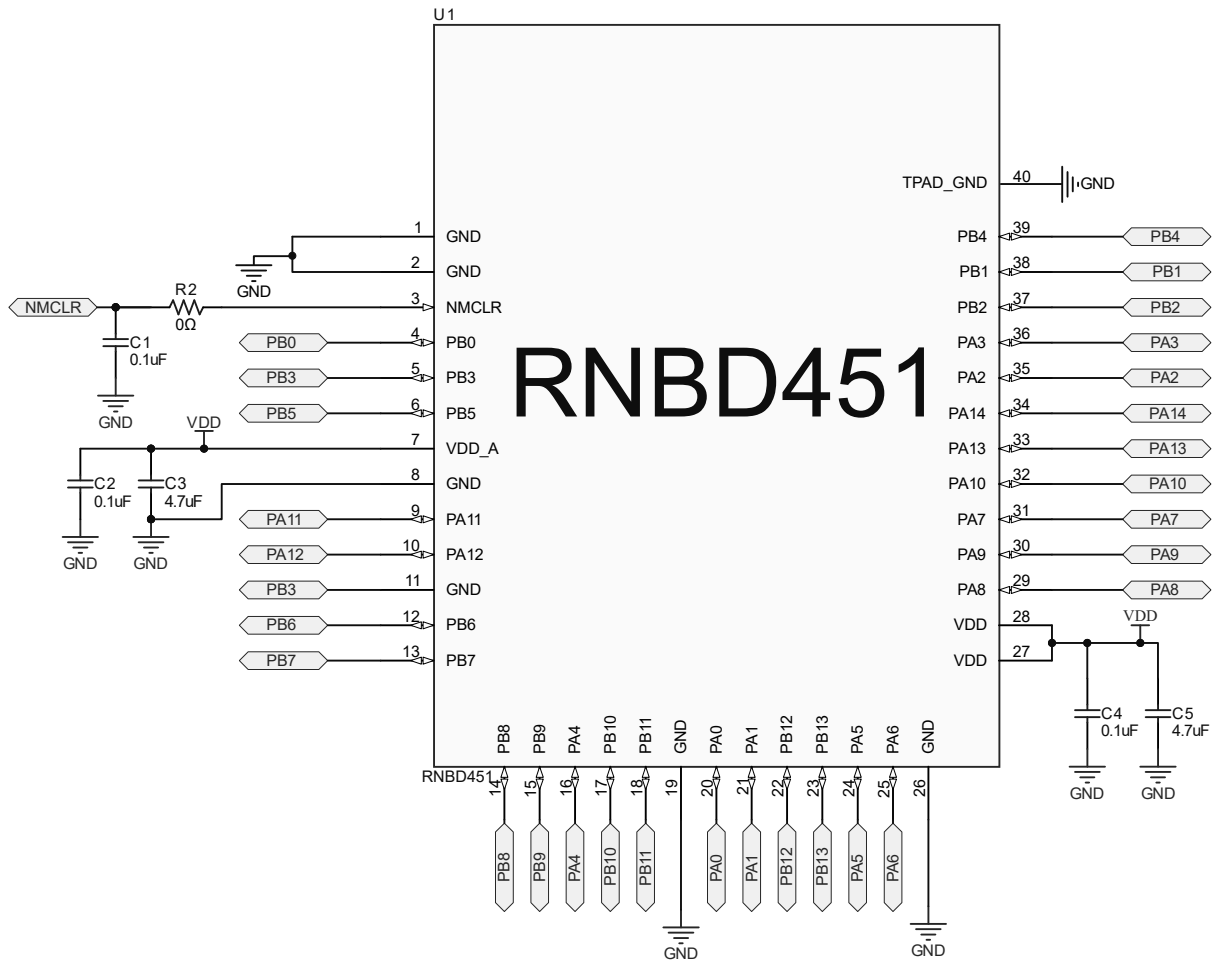 U1
TPAD_GND 40 GND
1 GND
2 GND
GND
PB4 39 PB4
PB1 38 PB1
R2
0Ω
NMCLR 3 NMCLR
PB2 37 PB2
C1
0.1uF
GND
PB0 4 PB0
PA3 36 PA3
RNBD451
PB3 5 PB3
PA2 35 PA2
PB5 6 PB5
PA14 34 PA14
VDD
7 VDD_A
PA13 33 PA13
C2
0.1uF
GND
C3
4.7uF
GND
8 GND
PA10 32 PA10
PA11 9 PA11
PA7 31 PA7
PA12 10 PA12
PA9 30 PA9
PB3 11 GND
PA8 29 PA8
PB6 12 PB6
VDD 28
VDD
PB7 13 PB7
VDD 27
C4
0.1uF
GND
C5
4.7uF
GND
PB8 PB9 PA4 PB10 PB11 GND PA0 PA1 PB12 PB13 PA5 PA6 GND
RNBD451
14 15 16 17 18 19 20 21 22 23 24 25 26
PB8 PB9 PA4 PB10 PB11 PA0 PA1 PB12 PB13 PA5 PA6
GND
GND